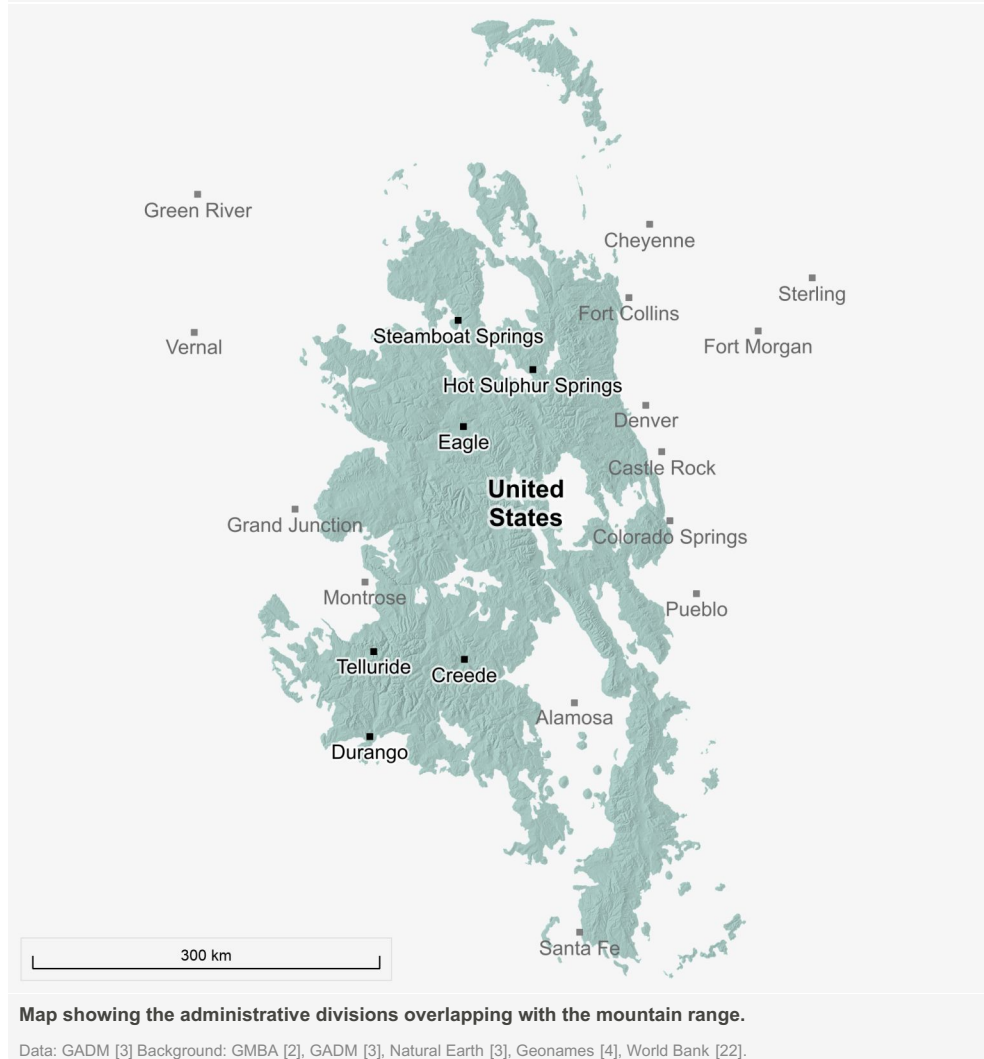 Green River
Cheyenne
Sterling
Fort Collins
Steamboat Springs
Vernal
Fort Morgan
Hot Sulphur Springs
Denver
Eagle
Castle Rock
United
States
Grand Junction
Colorado Springs
Montrose
Pueblo
Telluride
Creede
Alamosa
Durango
Santa Fe
300 km
Map showing the administrative divisions overlapping with the mountain range.
Data: GADM [3] Background: GMBA [2], GADM [3], Natural Earth [3], Geonames [4], World Bank [22].